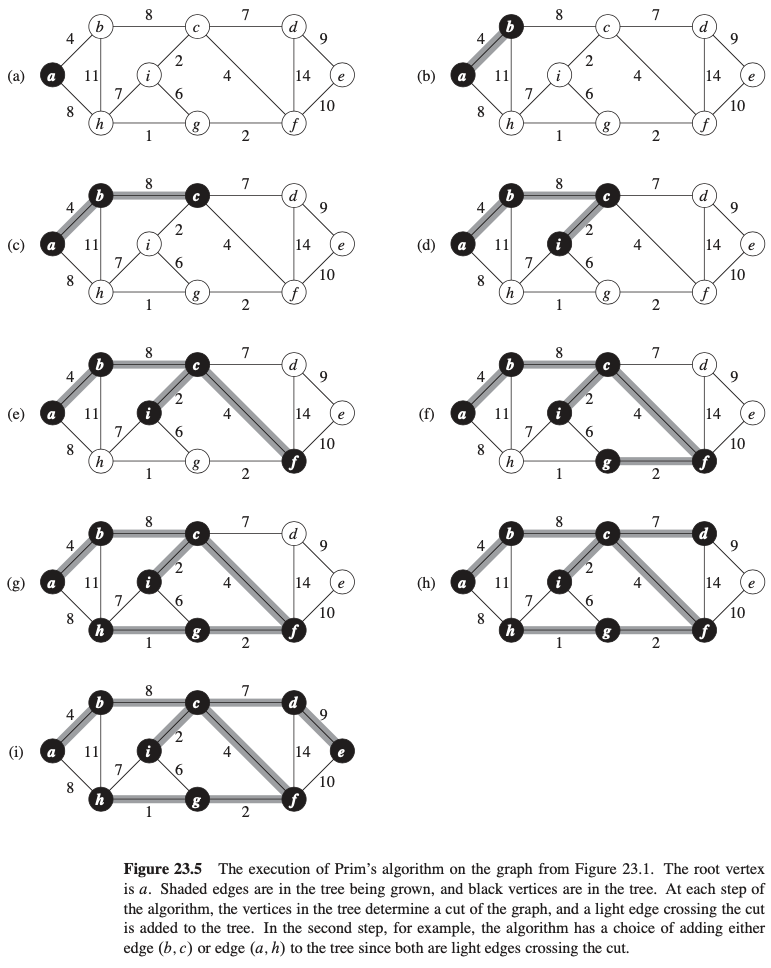 8 7
b c d
4 2 9
(a) a 11 i 4 14 e
8 7 6 10
h g f
1 2
8 7
b c d
4 2 9
(b) a 11 i 4 14 e
8 7 6 10
h g f
1 2
8 7
b c d
4 2 9
(c) a 11 i 4 14 e
8 7 6 10
h g f
1 2
8 7
b c d
4 2 9
(d) a 11 i 4 14 e
8 7 6 10
h g f
1 2
8 7
b c d
4 2 9
(e) a 11 i 4 14 e
8 7 6 10
h g f
1 2
8 7
b c d
4 2 9
(f) a 11 i 4 14 e
8 7 6 10
h g f
1 2
8 7
b c d
4 2 9
(g) a 11 i 4 14 e
8 7 6 10
h g f
1 2
8 7
b c d
4 2 9
(h) a 11 i 4 14 e
8 7 6 10
h g f
1 2
8 7
b c d
4 2 9
(i) a 11 i 4 14 e
8 7 6 10
h g f
1 2
Figure 23.5 The execution of Prim's algorithm on the graph from Figure 23.1. The root vertex
is a. Shaded edges are in the tree being grown, and black vertices are in the tree. At each step of
the algorithm, the vertices in the tree determine a cut of the graph, and a light edge crossing the cut
is added to the tree. In the second step, for example, the algorithm has a choice of adding either
edge (b, c) or edge (a, h) to the tree since both are light edges crossing the cut.